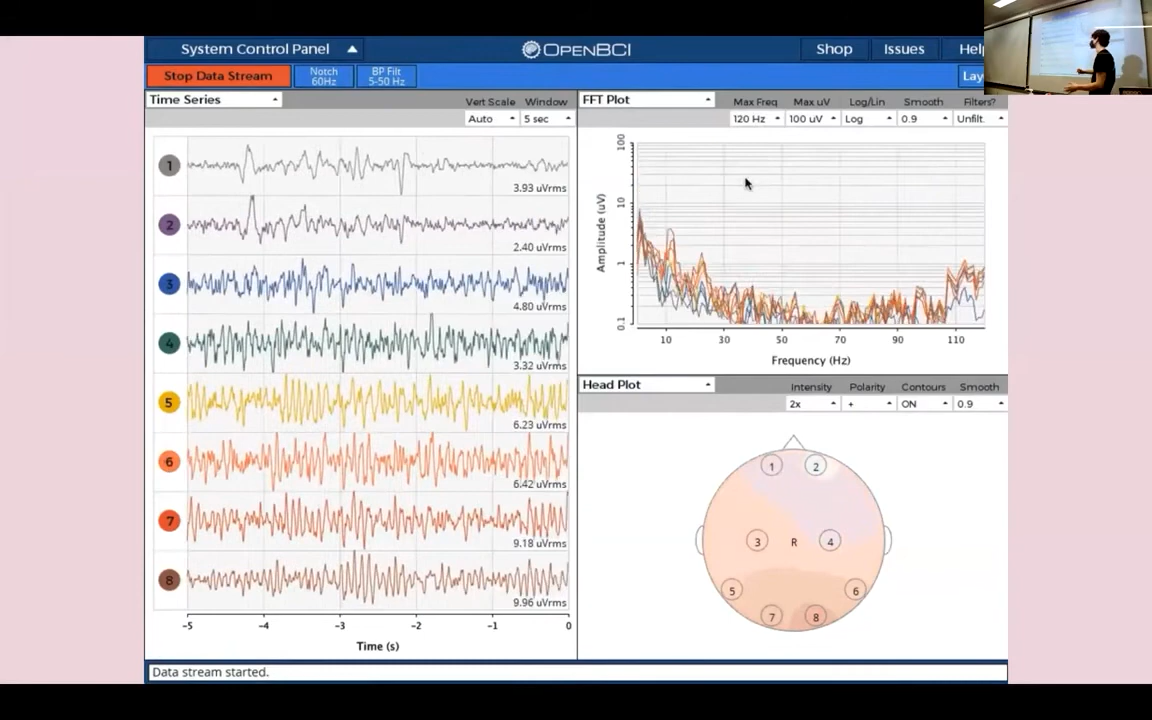 System Control Panel
OPENBCI
Shop
Issues
Help
Stop Data Stream
Notch
60Hz
BP Filt
5-50 Hz
Lay
Time Series
Vert Scale
Window
Auto
5 sec
1
3.93 uVrms
2
2.40 uVrms
3
4.80 uVrms
4
3.32 uVrms
5
6.23 uVrms
6
6.42 uVrms
7
9.18 uVrms
8
9.96 uVrms
-5 -4 -3 -2 -1 0
Time (s)
FFT Plot
Max Freq Max uV Log/Lin Smooth Filters?
120 Hz 100 uV Log 0.9 Unfilt.
Amplitude (uV)
100
10
1
0.1
10 30 50 70 90 110
Frequency (Hz)
Head Plot
Intensity Polarity Contours Smooth
2x + ON 0.9
1 2
3 R 4
5 6
7 8
Data stream started.